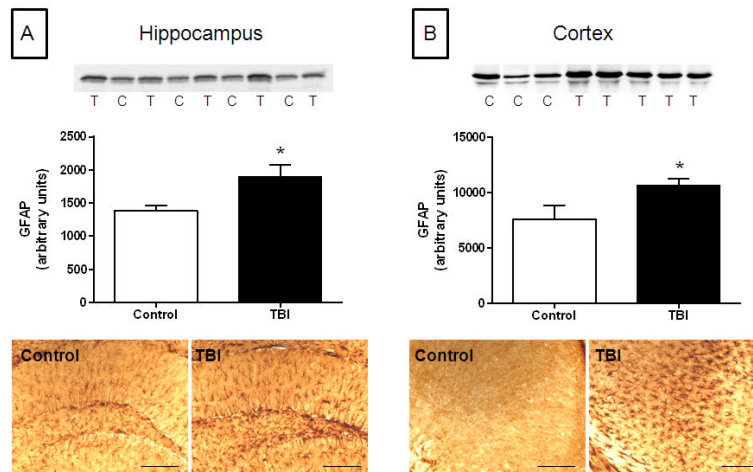 A
Hippocampus
T C T C T C T C T
2500
2000
1500
1000
500
0
GFAP
(arbitrary units)
*
Control
TBI
Control
TBI
B
Cortex
C C C T T T T T
15000
10000
5000
0
GFAP
(arbitrary units)
*
Control
TBI
Control
TBI